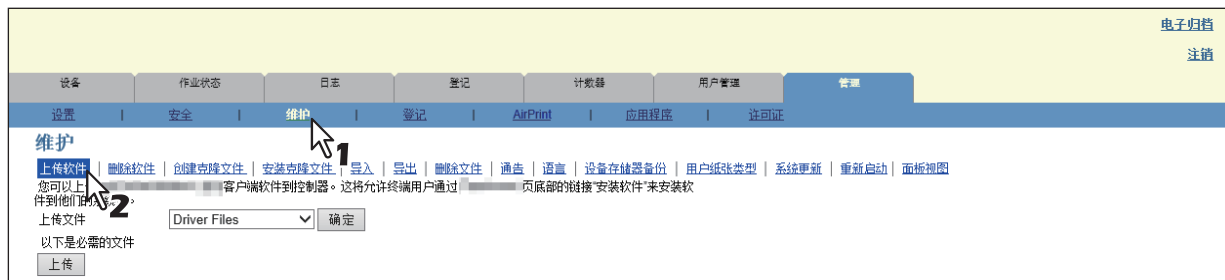 电子归档
注销
设备 作业状态 日志 登记 计数器 用户管理 管理
设置 | 安全 | 维护 | 登记 | AirPrint | 应用程序 | 许可证
维护
1
上传软件 | 删除软件 | 创建克隆文件 | 安装克隆文件 | 导入 | 导出 | 删除文件 | 通告 | 语言 | 设备存储器备份 | 用户纸张类型 | 系统更新 | 重新启动 | 面板视图
您可以上 客户端软件到控制器。这将允许终端用户通过 页底部的链接“安装软件”来安装软
件到他们的 。
2
上传文件 Driver Files 确定
以下是必需的文件
上传